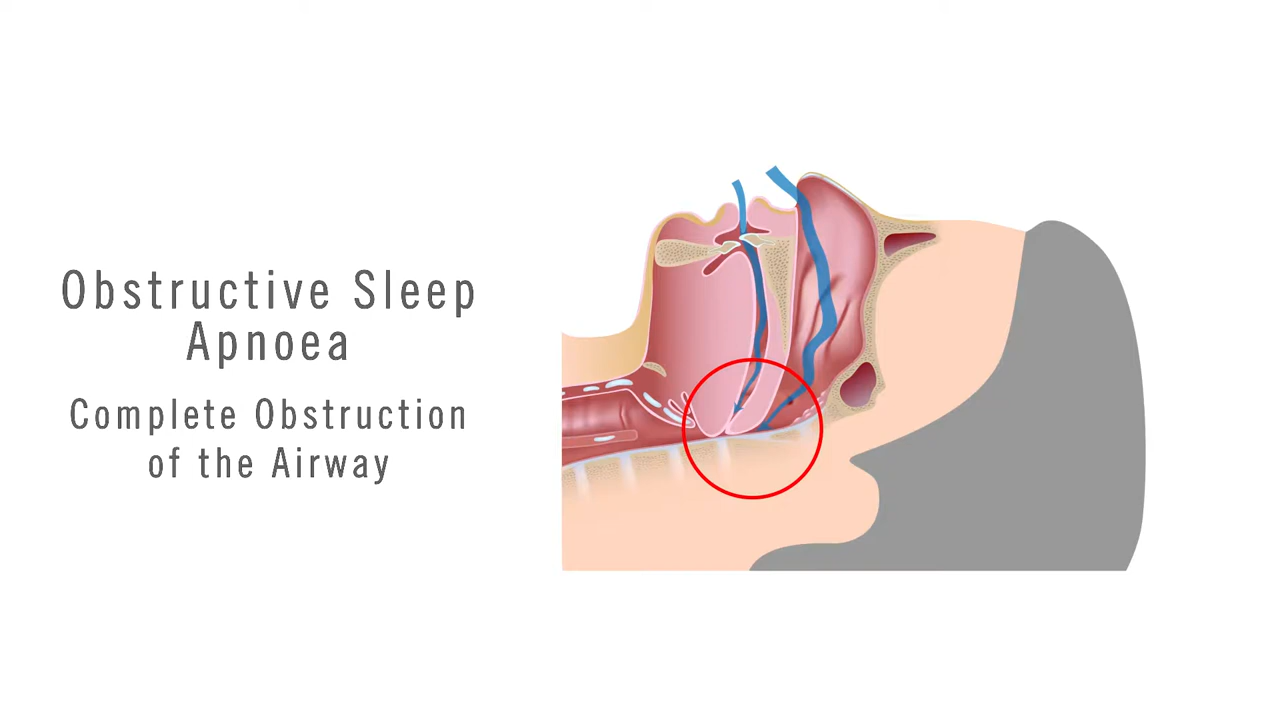 Obstructive Sleep
Apnoea
Complete Obstruction
of the Airway